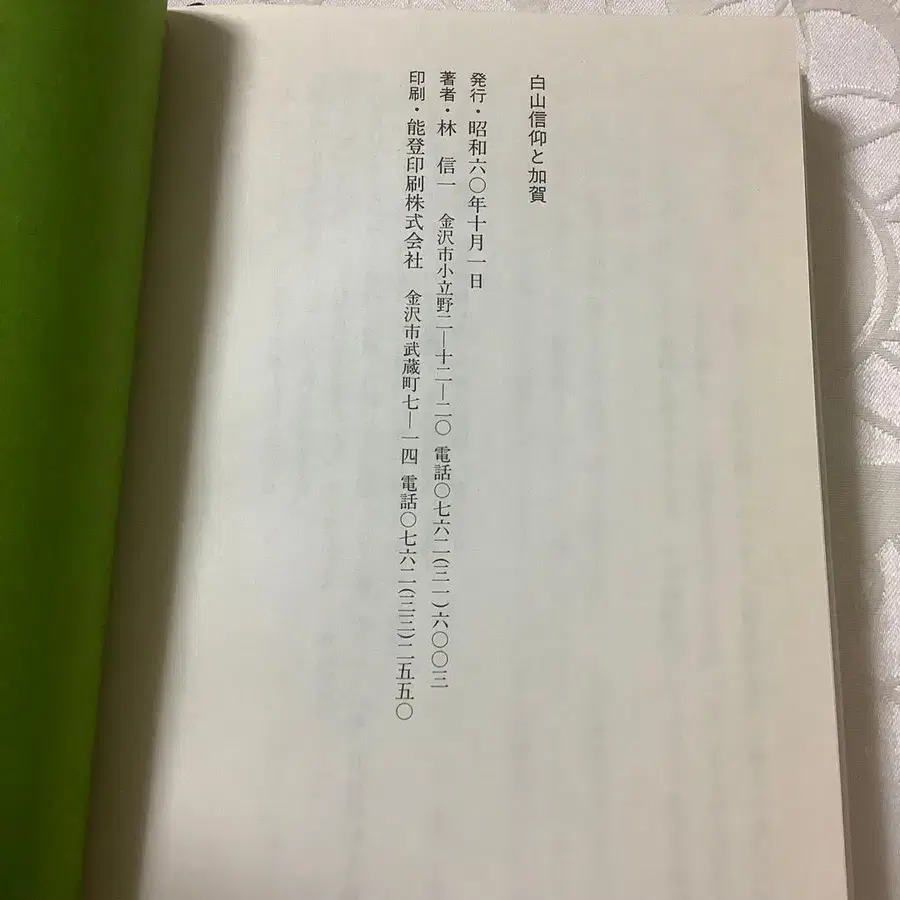 白山信仰と加賀
発行・昭和六〇年十月一日
著者・林 信一 金沢市小立野二―十二―二〇 電話〇七六二(三一)六〇〇三
印刷・能登印刷株式会社 金沢市武蔵町七―一四 電話〇七六二(三三)二五五〇